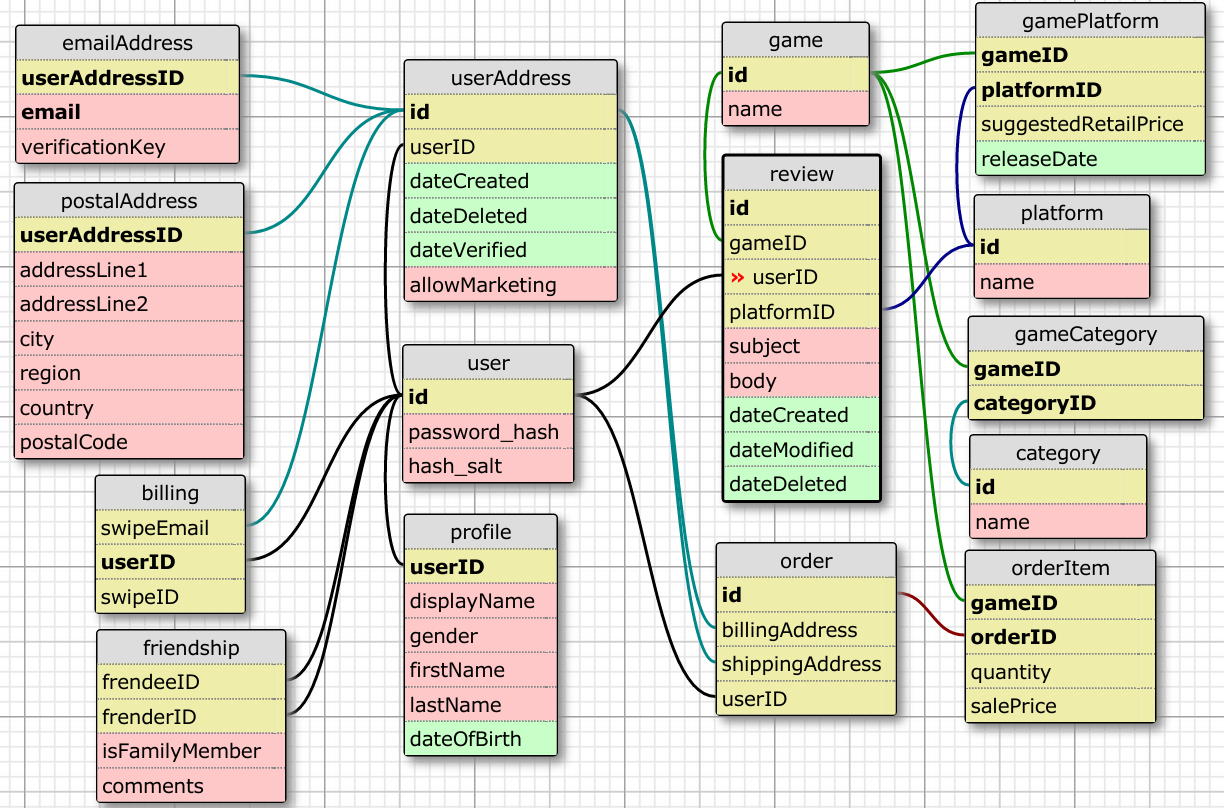 emailAddress
userAddressID
email
verificationKey
postalAddress
userAddressID
addressLine1
addressLine2
city
region
country
postalCode
billing
swipeEmail
userID
swipeID
friendship
frendeeID
frenderID
isFamilyMember
comments
userAddress
id
userID
dateCreated
dateDeleted
dateVerified
allowMarketing
user
id
password_hash
hash_salt
profile
userID
displayName
gender
firstName
lastName
dateOfBirth
game
id
name
review
id
gameID
» userID
platformID
subject
body
dateCreated
dateModified
dateDeleted
order
id
billingAddress
shippingAddress
userID
gamePlatform
gameID
platformID
suggestedRetailPrice
releaseDate
platform
id
name
gameCategory
gameID
categoryID
category
id
name
orderItem
gameID
orderID
quantity
salePrice